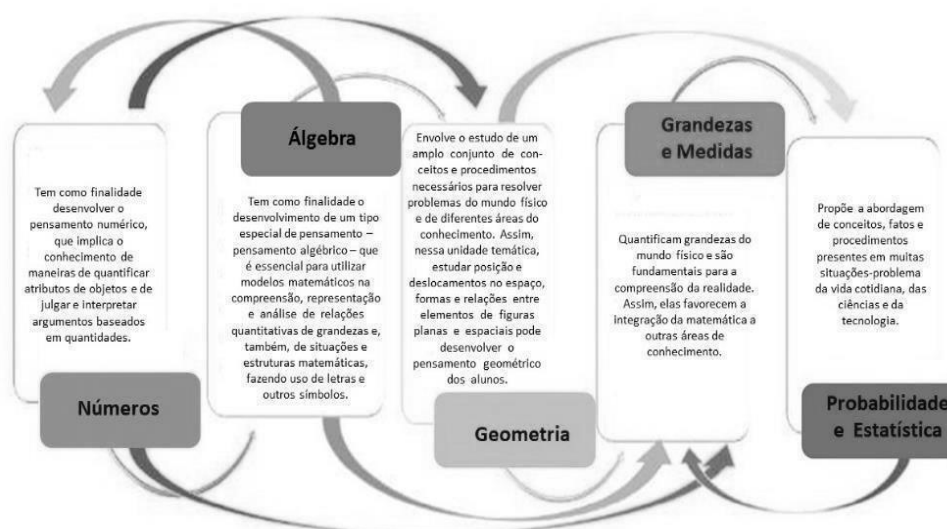 Tem como finalidade
desenvolver o
pensamento numérico,
que implica o
conhecimento de
maneiras de quantificar
atributos de objetos e de
julgar e interpretar
argumentos baseados
em quantidades.
Números
Álgebra
Tem como finalidade o
desenvolvimento de um tipo
especial de pensamento –
pensamento algébrico – que
é essencial para utilizar
modelos matemáticos na
compreensão, representação
e análise de relações
quantitativas de grandezas e,
também, de situações e
estruturas matemáticas,
fazendo uso de letras e
outros símbolos.
Envolve o estudo de um
amplo conjunto de con-
ceitos e procedimentos
necessários para resolver
problemas do mundo físico
e de diferentes áreas do
conhecimento. Assim,
nessa unidade temática,
estudar posição e
deslocamentos no espaço,
formas e relações entre
elementos de figuras
planas e espaciais pode
desenvolver o
pensamento geométrico
dos alunos.
Geometria
Grandezas
e Medidas
Quantificam grandezas do
mundo físico e são
fundamentais para a
compreensão da realidade.
Assim, elas favorecem a
integração da matemática a
outras áreas de
conhecimento.
Propõe a abordagem
de conceitos, fatos e
procedimentos
presentes em muitas
situações-problema
da vida cotidiana, das
ciências e da
tecnologia.
Probabilidade
e Estatística